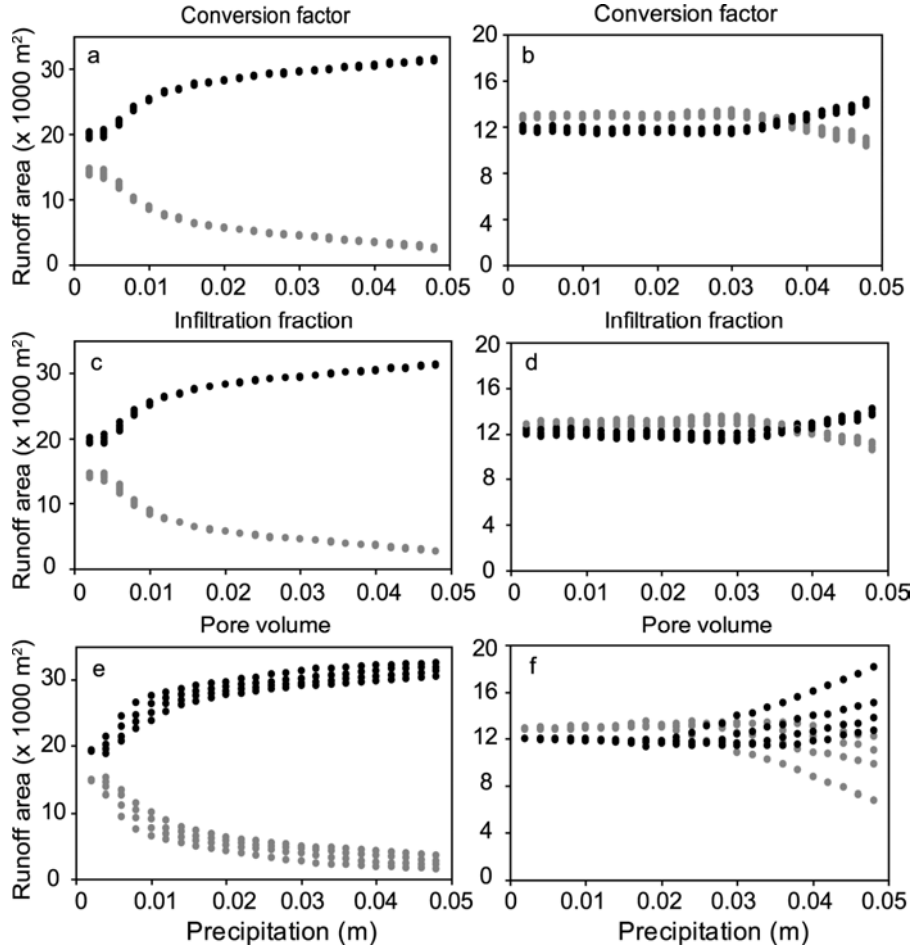 Conversion factor
Conversion factor
a
b
Runoff area (x 1000 m²)
30
20
10
0
20
16
12
8
4
0
0 0.01 0.02 0.03 0.04 0.05
0 0.01 0.02 0.03 0.04 0.05
Infiltration fraction
Infiltration fraction
c
d
Runoff area (x 1000 m²)
30
20
10
0
20
16
12
8
4
0
0 0.01 0.02 0.03 0.04 0.05
0 0.01 0.02 0.03 0.04 0.05
Pore volume
Pore volume
e
f
Runoff area (x 1000 m²)
30
20
10
0
20
16
12
8
4
0
0 0.01 0.02 0.03 0.04 0.05
0 0.01 0.02 0.03 0.04 0.05
Precipitation (m)
Precipitation (m)